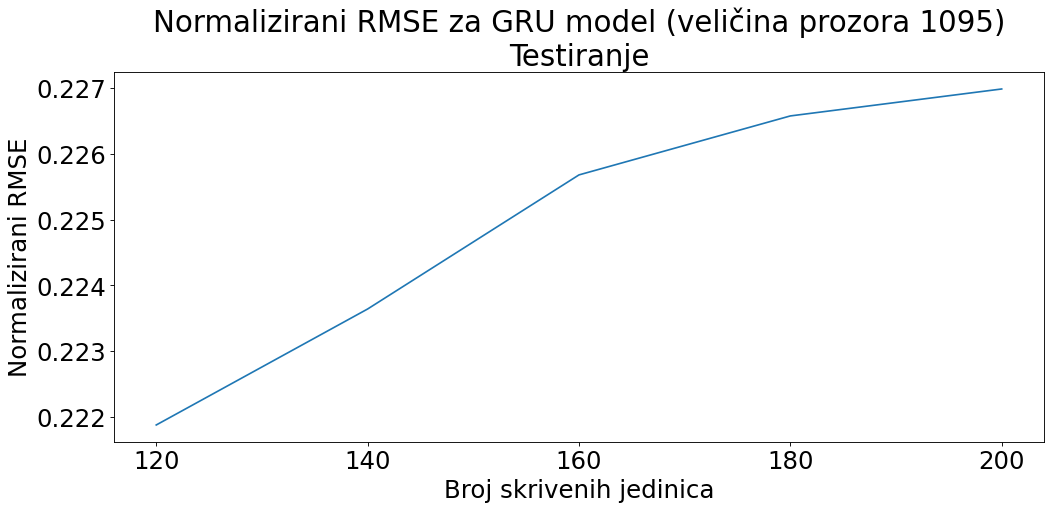 Normalizirani RMSE za GRU model (veličina prozora 1095)
Testiranje
Normalizirani RMSE
0.227
0.226
0.225
0.224
0.223
0.222
120 140 160 180 200
Broj skrivenih jedinica